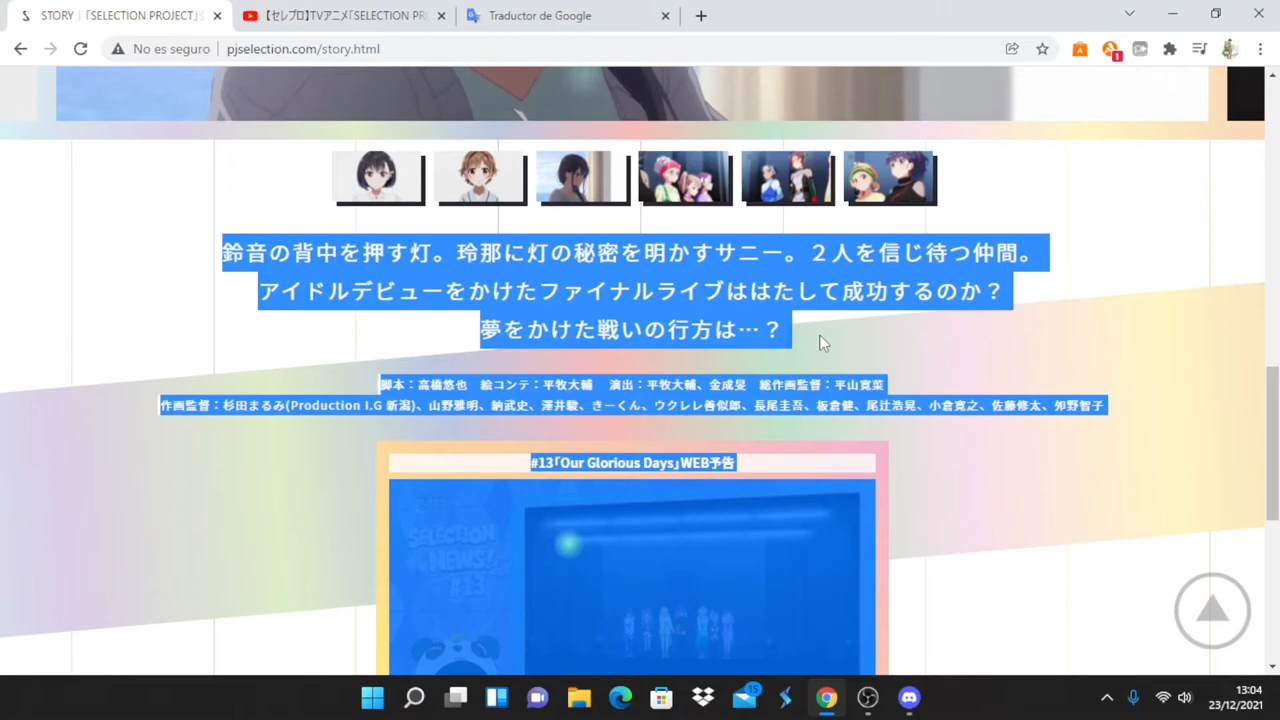 STORY｜「SELECTION PROJECT」
【セレプロ】TVアニメ「SELECTION PR
Traductor de Google
No es seguro
pjselection.com/story.html
1
鈴音の背中を押す灯。玲那に灯の秘密を明かすサニー。２人を信じ待つ仲間。
アイドルデビューをかけたファイナルライブははたして成功するのか？
夢をかけた戦いの行方は…？
脚本：高橋悠也　絵コンテ：平牧大輔　演出：平牧大輔、金成旻　総作画監督：平山寛菜
作画監督：杉田まるみ(Production I.G 新潟)、山野雅明、納武史、澤井駿、きーくん、ウクレレ善似郎、長尾圭吾、板倉健、尾辻浩晃、小倉寛之、佐藤修太、夘野智子
#13「Our Glorious Days」WEB予告
SELECTION
NEWS!
#13
15
13:04
23/12/2021